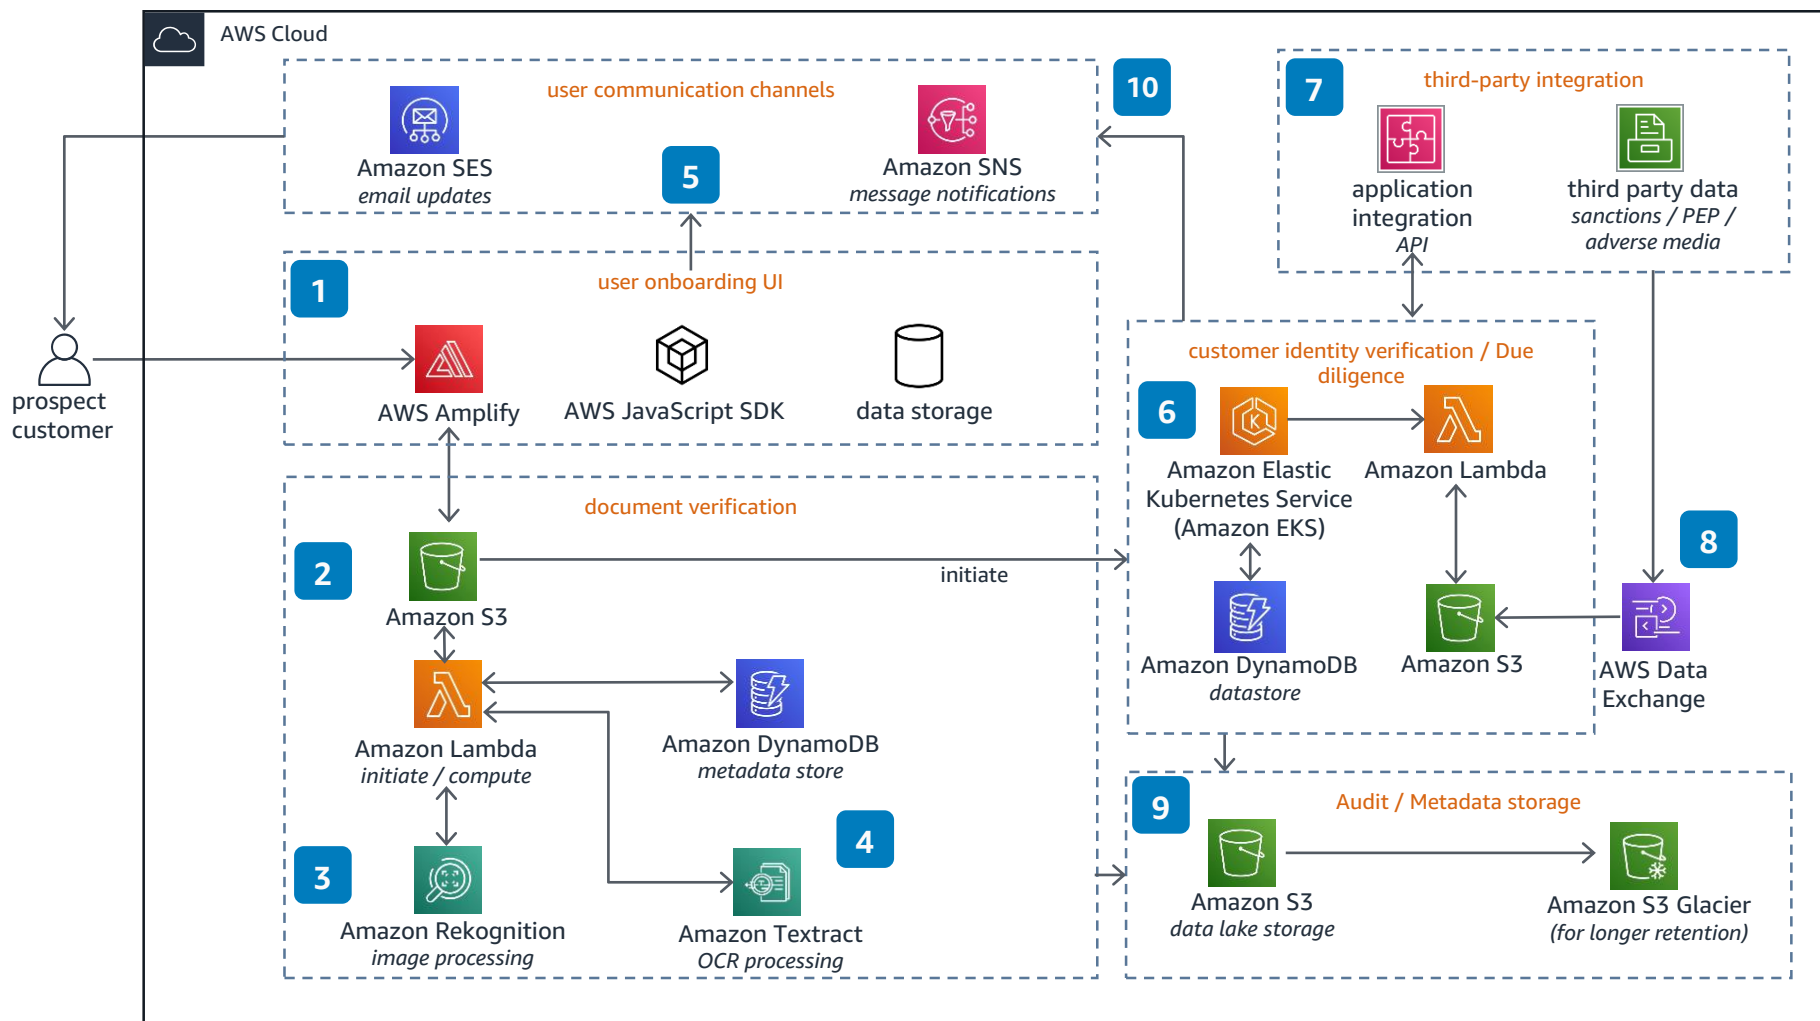 AWS Cloud
user communication channels
Amazon SES
email updates
5
Amazon SNS
message notifications
10
7
third-party integration
application
integration
API
third party data
sanctions / PEP /
adverse media
prospect
customer
1
user onboarding UI
AWS Amplify
AWS JavaScript SDK
data storage
customer identity verification / Due
diligence
6
Amazon Elastic
Kubernetes Service
(Amazon EKS)
Amazon Lambda
Amazon DynamoDB
datastore
Amazon S3
8
AWS Data
Exchange
document verification
2
Amazon S3
initiate
Amazon Lambda
initiate / compute
Amazon DynamoDB
metadata store
3
Amazon Rekognition
image processing
4
Amazon Textract
OCR processing
9
Audit / Metadata storage
Amazon S3
data lake storage
Amazon S3 Glacier
(for longer retention)